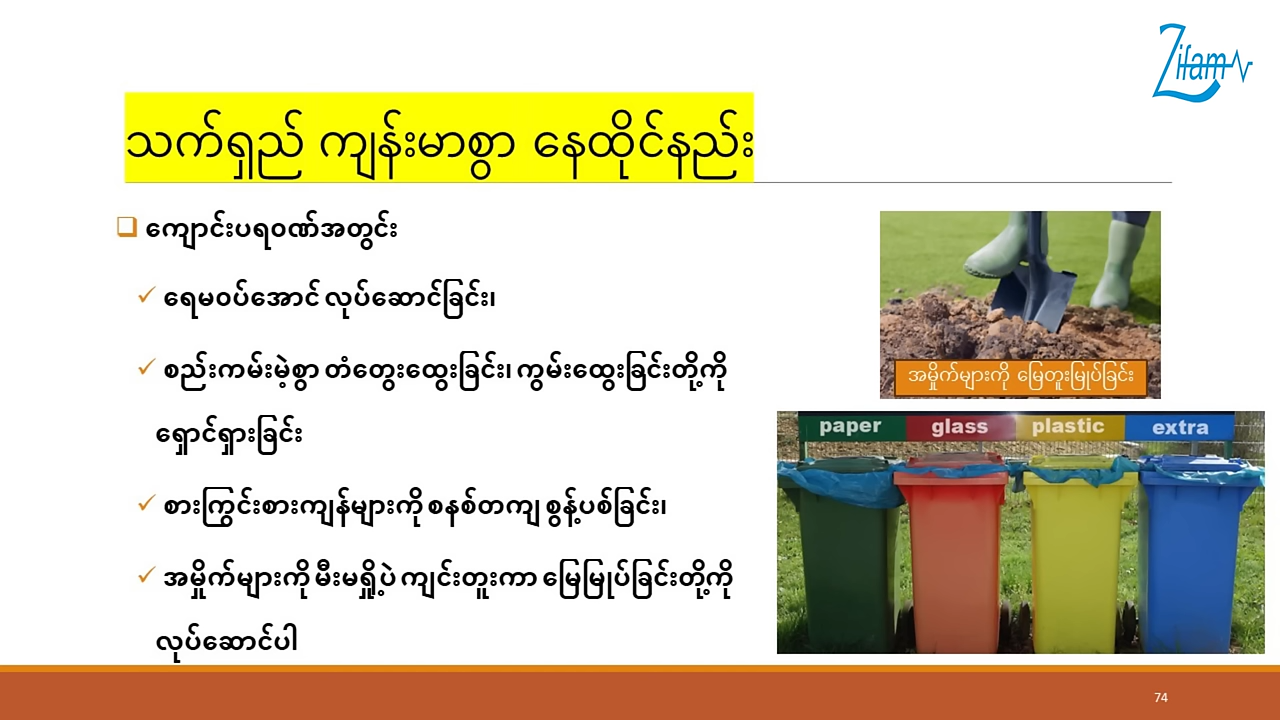 Zifam
သက်ရှည် ကျန်းမာစွာ နေထိုင်နည်း
ကျောင်းပရဝဏ်အတွင်း
ရေမဝပ်အောင် လုပ်ဆောင်ခြင်း၊
စည်းကမ်းမဲ့စွာ တံတွေးထွေးခြင်း၊ ကွမ်းထွေးခြင်းတို့ကို
ရှောင်ရှားခြင်း
စားကြွင်းစားကျန်များကို စနစ်တကျ စွန့်ပစ်ခြင်း၊
အမှိုက်များကို မီးမရှို့ပဲ ကျင်းတူးကာ မြေမြုပ်ခြင်းတို့ကို
လုပ်ဆောင်ပါ
အမှိုက်များကို မြေတူးမြှုပ်ခြင်း
paper glass plastic extra
74